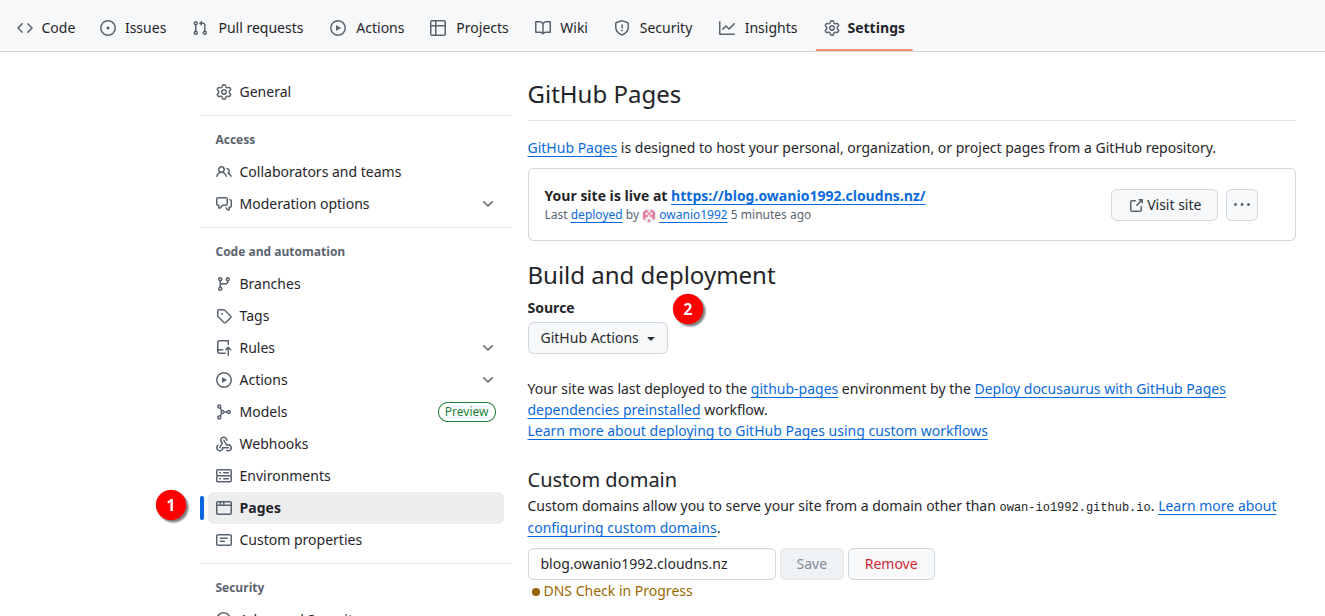 Code Issues Pull requests Actions Projects Wiki Security Insights Settings
General
Access
Collaborators and teams
Moderation options
Code and automation
Branches
Tags
Rules
Actions
Models Preview
Webhooks
Environments
1 Pages
Custom properties
Security
GitHub Pages
GitHub Pages is designed to host your personal, organization, or project pages from a GitHub repository.
Your site is live at https://blog.owanio1992.cloudns.nz/
Last deployed by owanio1992 5 minutes ago
Visit site
Build and deployment
Source 2
GitHub Actions
Your site was last deployed to the github-pages environment by the Deploy docusaurus with GitHub Pages
dependencies preinstalled workflow.
Learn more about deploying to GitHub Pages using custom workflows
Custom domain
Custom domains allow you to serve your site from a domain other than owan-io1992.github.io. Learn more about
configuring custom domains.
blog.owanio1992.cloudns.nz Save Remove
DNS Check in Progress